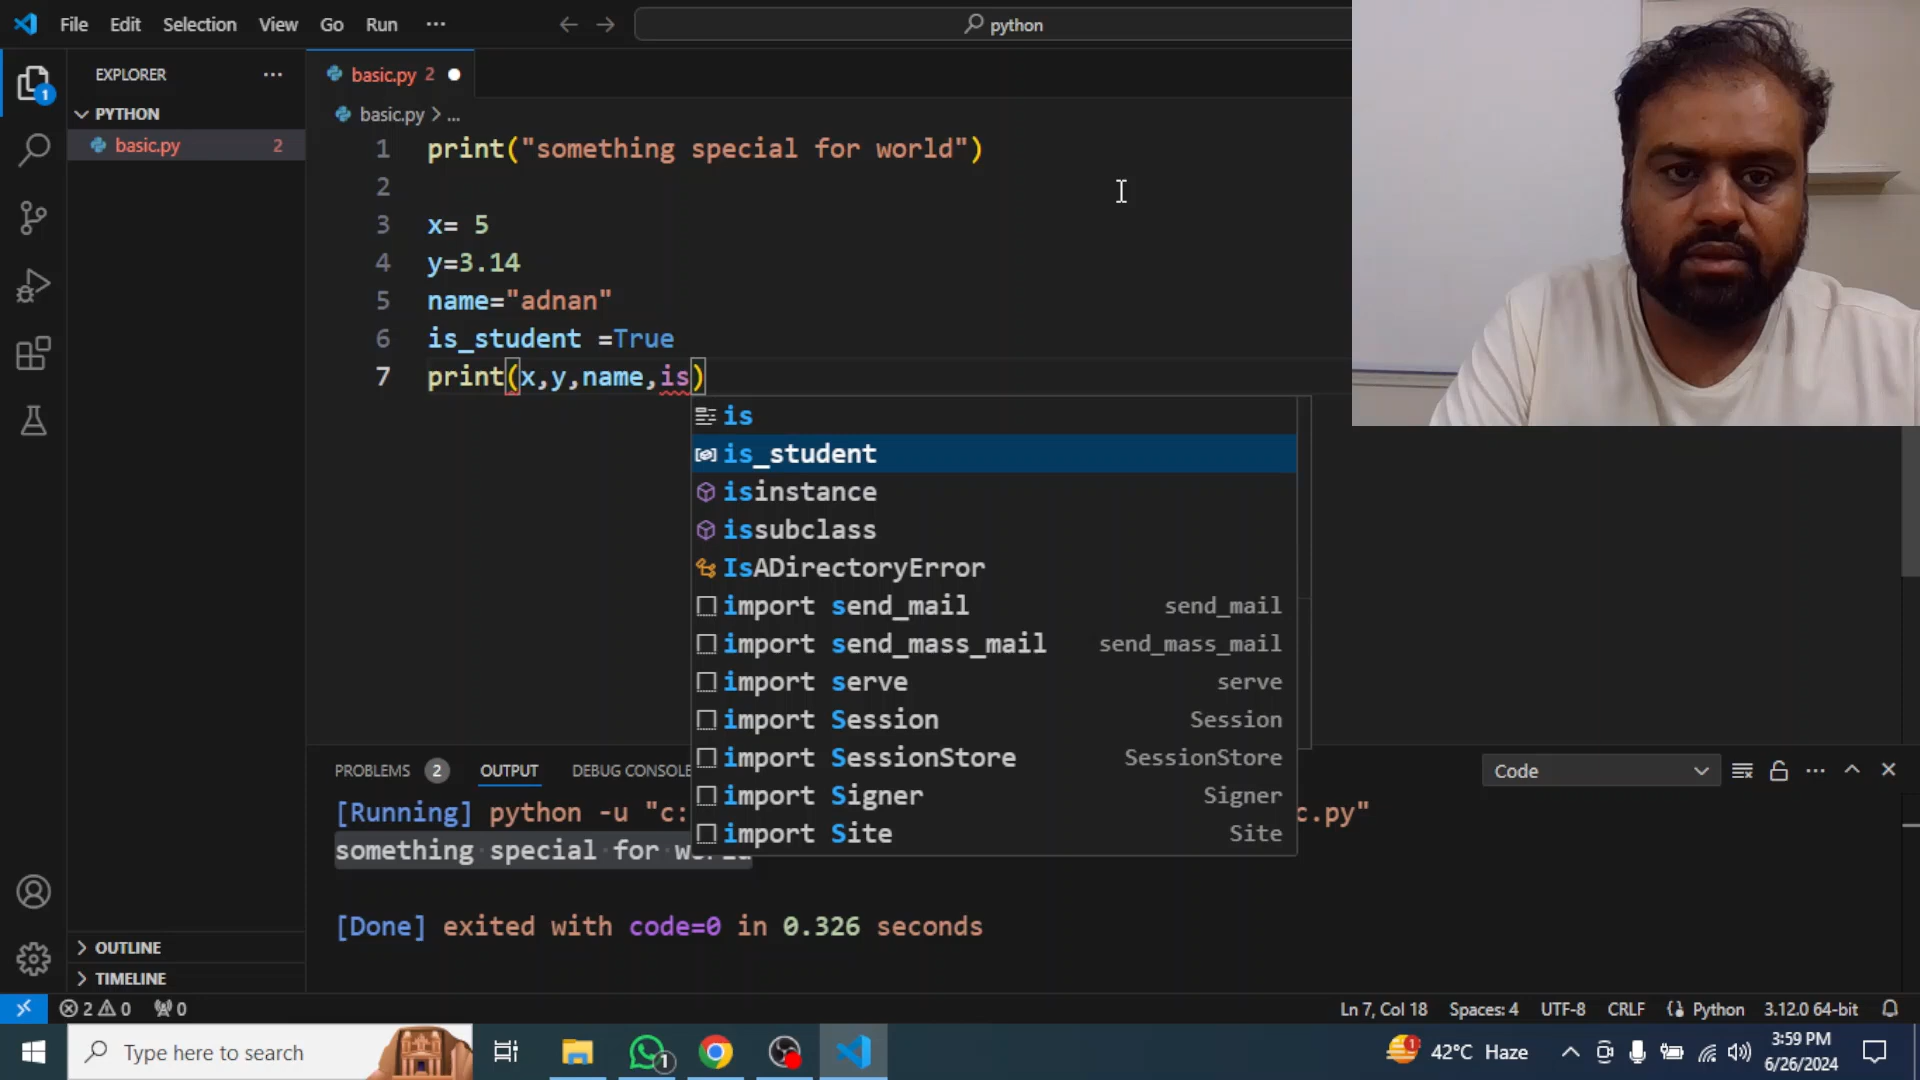 File Edit Selection View Go Run ···
python
EXPLORER ···
basic.py 2
PYTHON
basic.py > ...
basic.py 2
1 print("something special for world")
2
3 x= 5
4 y=3.14
5 name="adnan"
6 is_student =True
7 print(x,y,name,is)
is
is_student
isinstance
issubclass
IsADirectoryError
import send_mail send_mail
import send_mass_mail send_mass_mail
import serve serve
import Session Session
import SessionStore SessionStore
import Signer Signer
import Site Site
PROBLEMS 2 OUTPUT DEBUG CONSOLE Code
[Running] python -u "c: c.py"
something special for world
[Done] exited with code=0 in 0.326 seconds
OUTLINE
TIMELINE
2 0 0 Ln 7, Col 18 Spaces: 4 UTF-8 CRLF Python 3.12.0 64-bit
Type here to search
42°C Haze
3:59 PM
6/26/2024